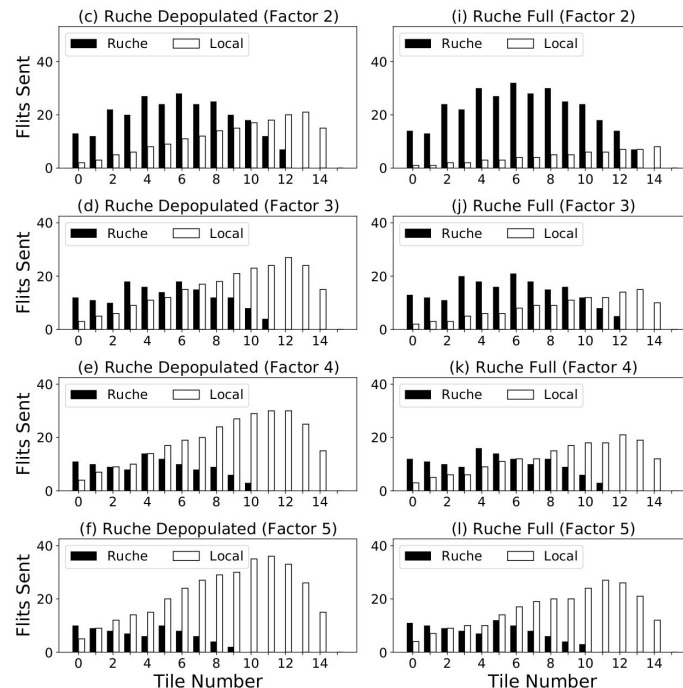 (c) Ruche Depopulated (Factor 2)
Flits Sent
40
20
0
Ruche
Local
0 2 4 6 8 10 12 14
(i) Ruche Full (Factor 2)
40
20
0
Ruche
Local
0 2 4 6 8 10 12 14
(d) Ruche Depopulated (Factor 3)
Flits Sent
40
20
0
Ruche
Local
0 2 4 6 8 10 12 14
(j) Ruche Full (Factor 3)
40
20
0
Ruche
Local
0 2 4 6 8 10 12 14
(e) Ruche Depopulated (Factor 4)
Flits Sent
40
20
0
Ruche
Local
0 2 4 6 8 10 12 14
(k) Ruche Full (Factor 4)
40
20
0
Ruche
Local
0 2 4 6 8 10 12 14
(f) Ruche Depopulated (Factor 5)
Flits Sent
40
20
0
Ruche
Local
0 2 4 6 8 10 12 14
Tile Number
(l) Ruche Full (Factor 5)
40
20
0
Ruche
Local
0 2 4 6 8 10 12 14
Tile Number